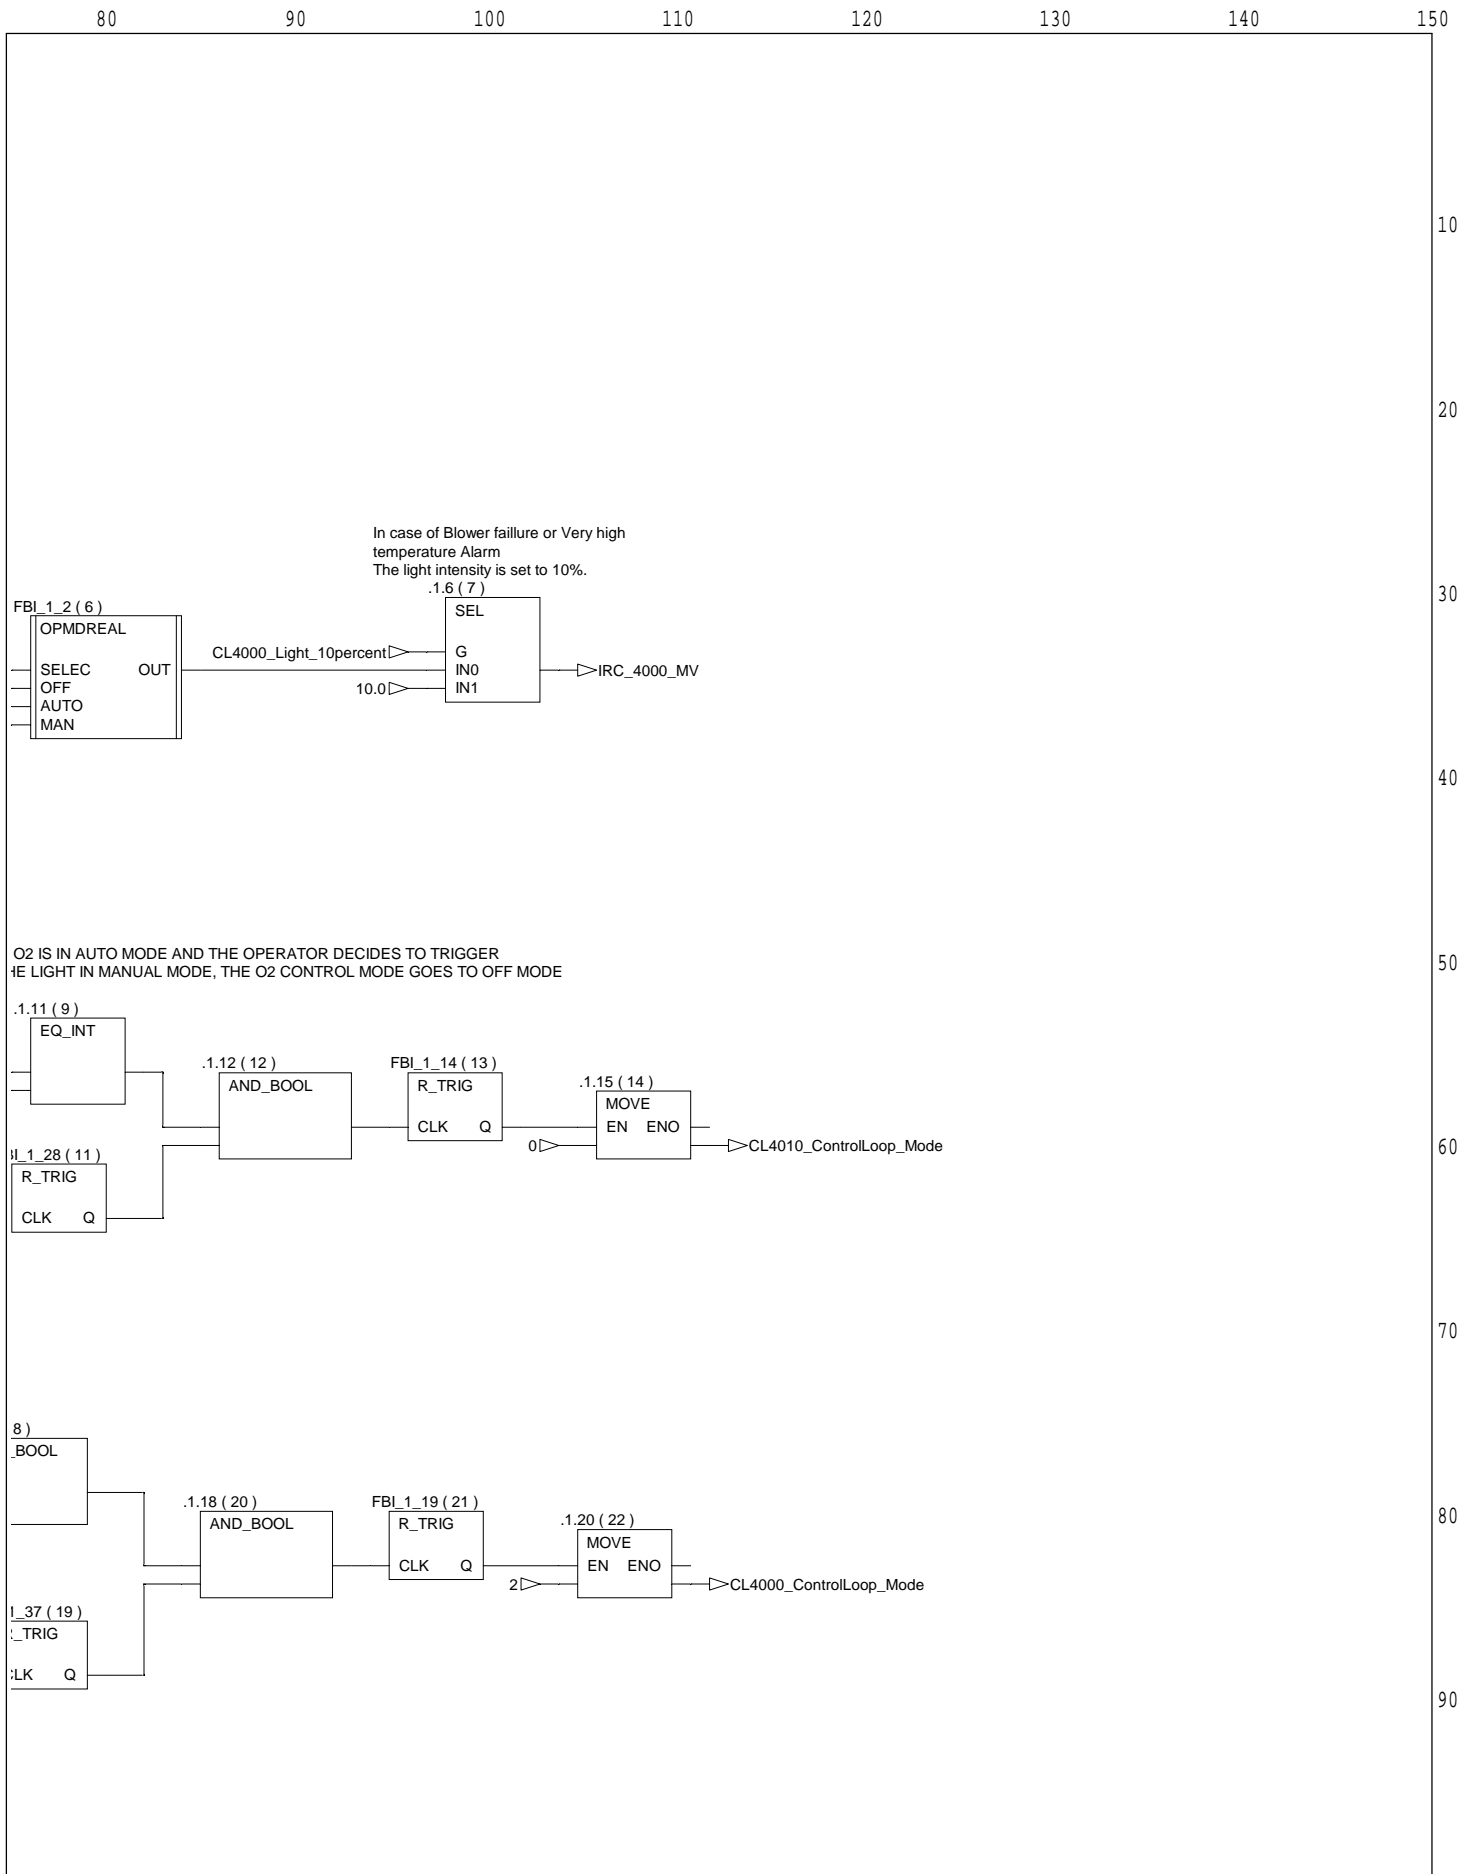 80 90 100 110 120 130 140 150
10
20
In case of Blower faillure or Very high
temperature Alarm
The light intensity is set to 10%.
.1.6 ( 7 )
30
SEL
FBI_1_2 ( 6 )
OPMDREAL
CL4000_Light_10percent G
SELEC OUT IN0 IRC_4000_MV
OFF 10.0 IN1
AUTO
MAN
40
O2 IS IN AUTO MODE AND THE OPERATOR DECIDES TO TRIGGER
HE LIGHT IN MANUAL MODE, THE O2 CONTROL MODE GOES TO OFF MODE
50
.1.11 ( 9 )
EQ_INT
.1.12 ( 12 ) FBI_1_14 ( 13 )
AND_BOOL R_TRIG .1.15 ( 14 )
MOVE
CLK Q EN ENO
0 CL4010_ControlLoop_Mode
60
BI_1_28 ( 11 )
R_TRIG
CLK Q
70
8 )
_BOOL
.1.18 ( 20 ) FBI_1_19 ( 21 )
AND_BOOL R_TRIG .1.20 ( 22 )
80
MOVE
CLK Q EN ENO
2 CL4000_ControlLoop_Mode
_37 ( 19 )
_TRIG
CLK Q
90